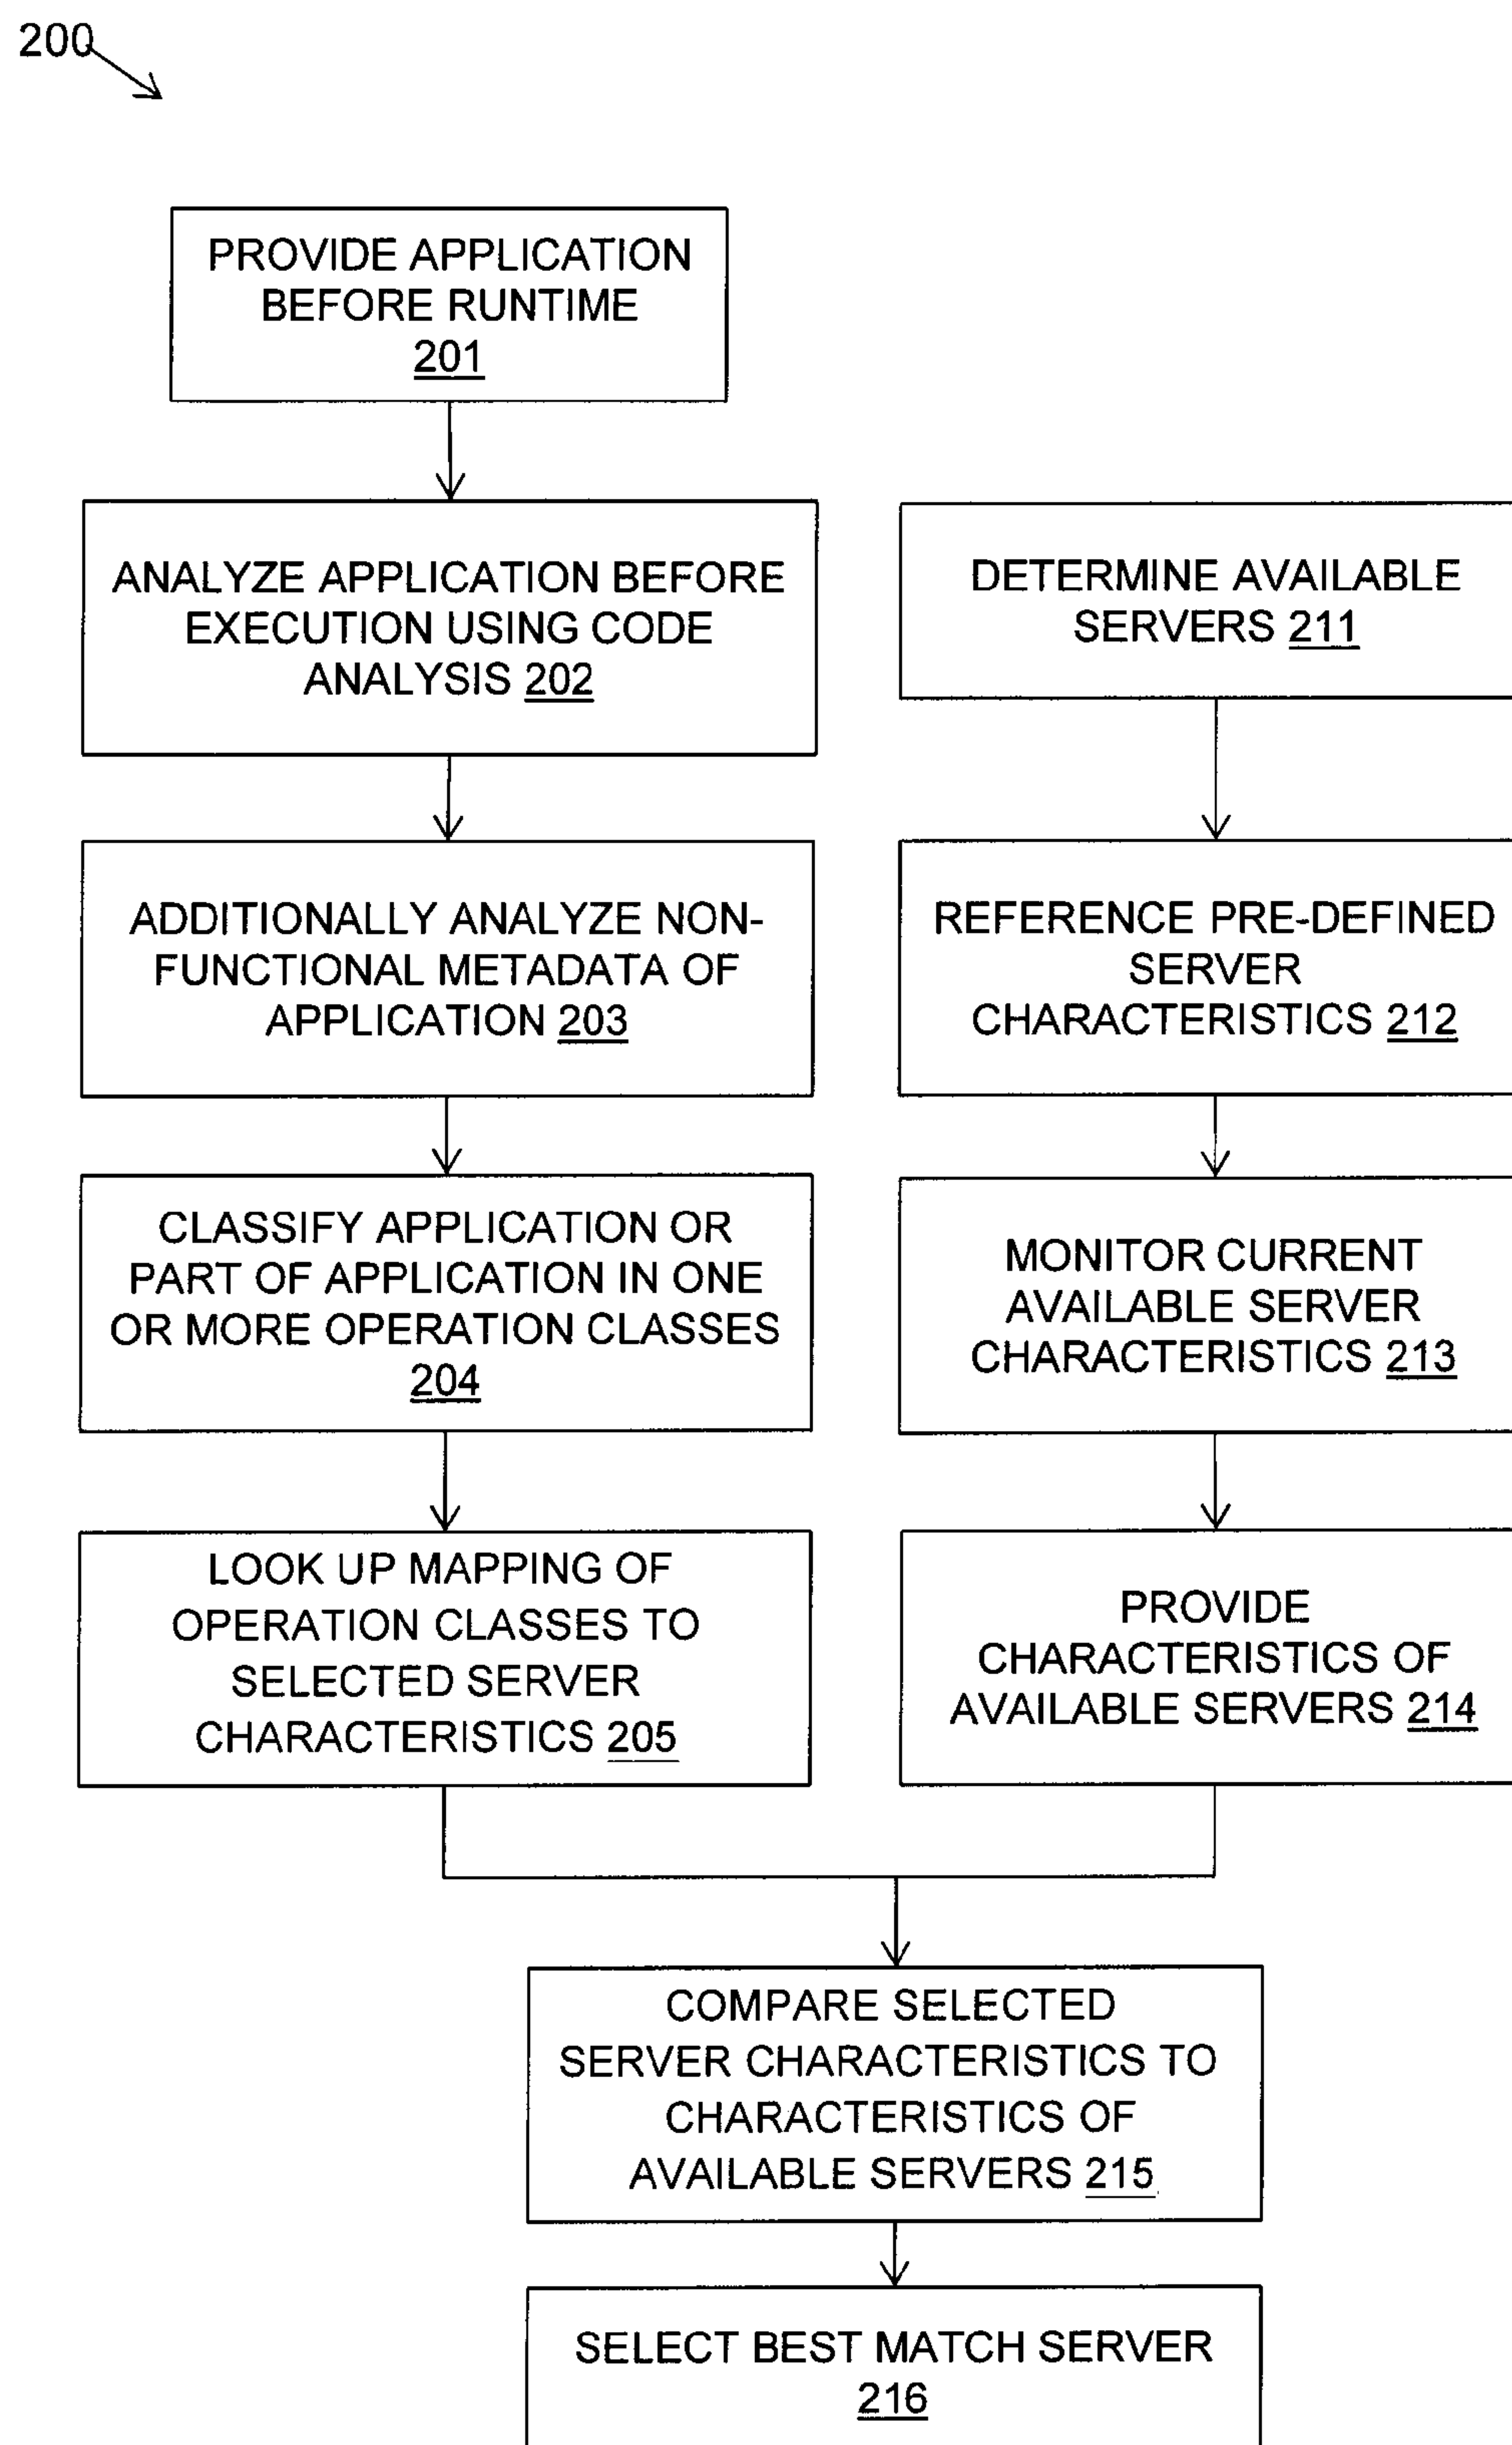 200
PROVIDE APPLICATION
BEFORE RUNTIME
201
ANALYZE APPLICATION BEFORE
EXECUTION USING CODE
ANALYSIS 202
ADDITIONALLY ANALYZE NON-
FUNCTIONAL METADATA OF
APPLICATION 203
CLASSIFY APPLICATION OR
PART OF APPLICATION IN ONE
OR MORE OPERATION CLASSES
204
LOOK UP MAPPING OF
OPERATION CLASSES TO
SELECTED SERVER
CHARACTERISTICS 205
DETERMINE AVAILABLE
SERVERS 211
REFERENCE PRE-DEFINED
SERVER
CHARACTERISTICS 212
MONITOR CURRENT
AVAILABLE SERVER
CHARACTERISTICS 213
PROVIDE
CHARACTERISTICS OF
AVAILABLE SERVERS 214
COMPARE SELECTED
SERVER CHARACTERISTICS TO
CHARACTERISTICS OF
AVAILABLE SERVERS 215
SELECT BEST MATCH SERVER
216